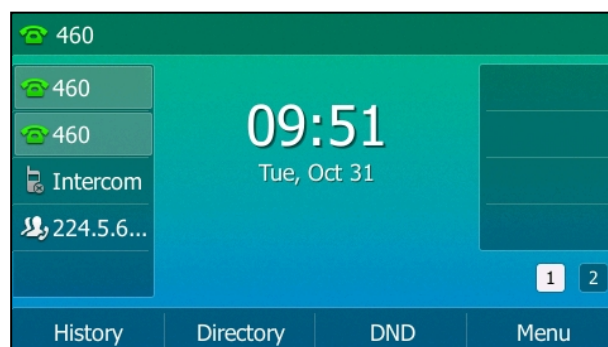 460
460
460
Intercom
224.5.6...
09:51
Tue, Oct 31
1 2
History Directory DND Menu